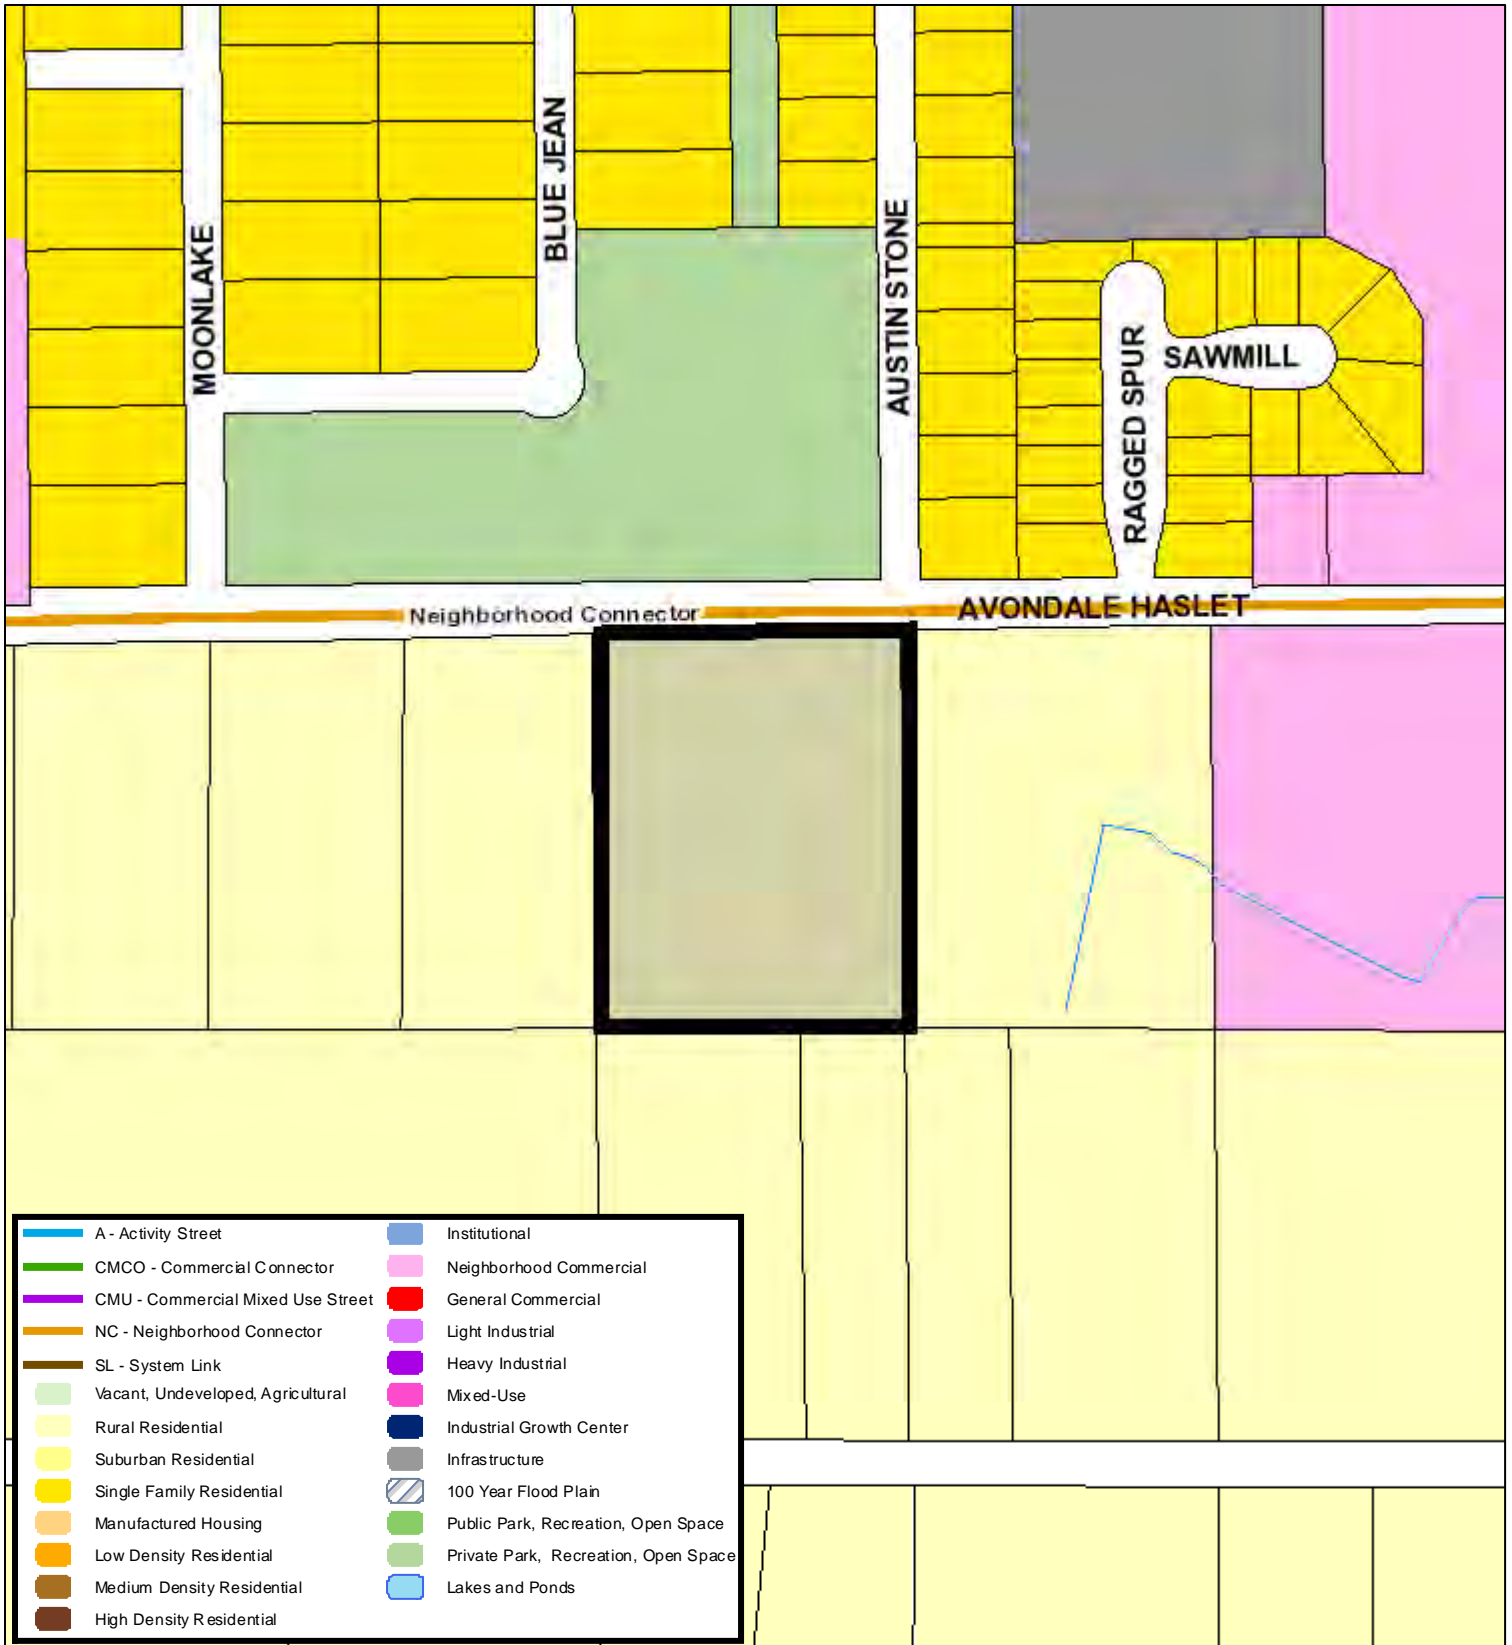 MOONLAKE
BLUE JEAN
AUSTIN STONE
RAGGED SPUR
SAWMILL
Neighborhood Connector
AVONDALE HASLET
A - Activity Street
CMCO - Commercial Connector
CMU - Commercial Mixed Use Street
NC - Neighborhood Connector
SL - System Link
Vacant, Undeveloped, Agricultural
Rural Residential
Suburban Residential
Single Family Residential
Manufactured Housing
Low Density Residential
Medium Density Residential
High Density Residential
Institutional
Neighborhood Commercial
General Commercial
Light Industrial
Heavy Industrial
Mixed-Use
Industrial Growth Center
Infrastructure
100 Year Flood Plain
Public Park, Recreation, Open Space
Private Park, Recreation, Open Space
Lakes and Ponds